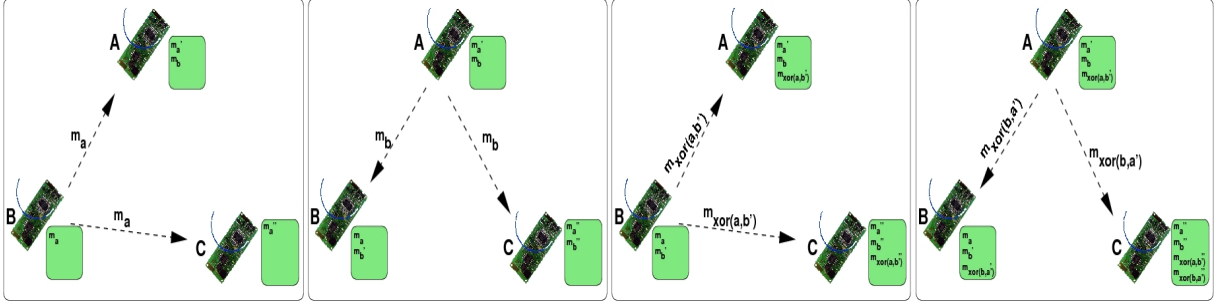 A
m_a'
m_b
m_a
B
m_a
m_a
C
m_a''
A
m_a'
m_b
m_b
m_b
B
m_a
m_b'
C
m_a''
m_b''
A
m_a'
m_b
m_xor(a,b')'
m_xor(a,b')
B
m_a
m_b'
m_xor(a,b')
C
m_a''
m_b''
m_xor(a,b')''
A
m_a'
m_b
m_xor(a,b')'
m_xor(b,a')
m_xor(b,a')
B
m_a
m_b'
m_xor(b,a')'
C
m_a''
m_b''
m_xor(a,b')''
m_xor(b,a')''